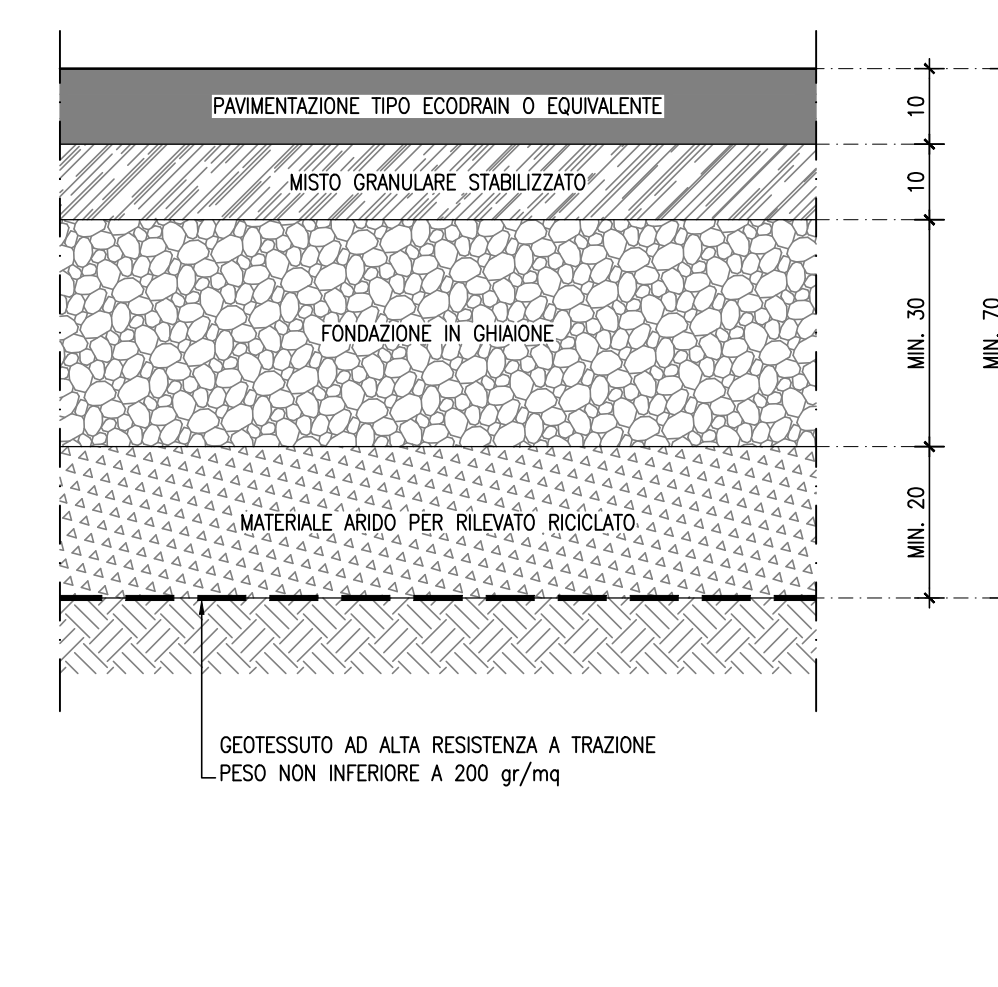 PAVIMENTAZIONE TIPO ECODRAIN O EQUIVALENTE
10
MISTO GRANULARE STABILIZZATO
10
FONDAZIONE IN GHIAIONE
MIN. 30
MIN. 70
MATERIALE ARIDO PER RILEVATO RICICLATO
MIN. 20
GEOTESSUTO AD ALTA RESISTENZA A TRAZIONE
PESO NON INFERIORE A 200 gr/mq